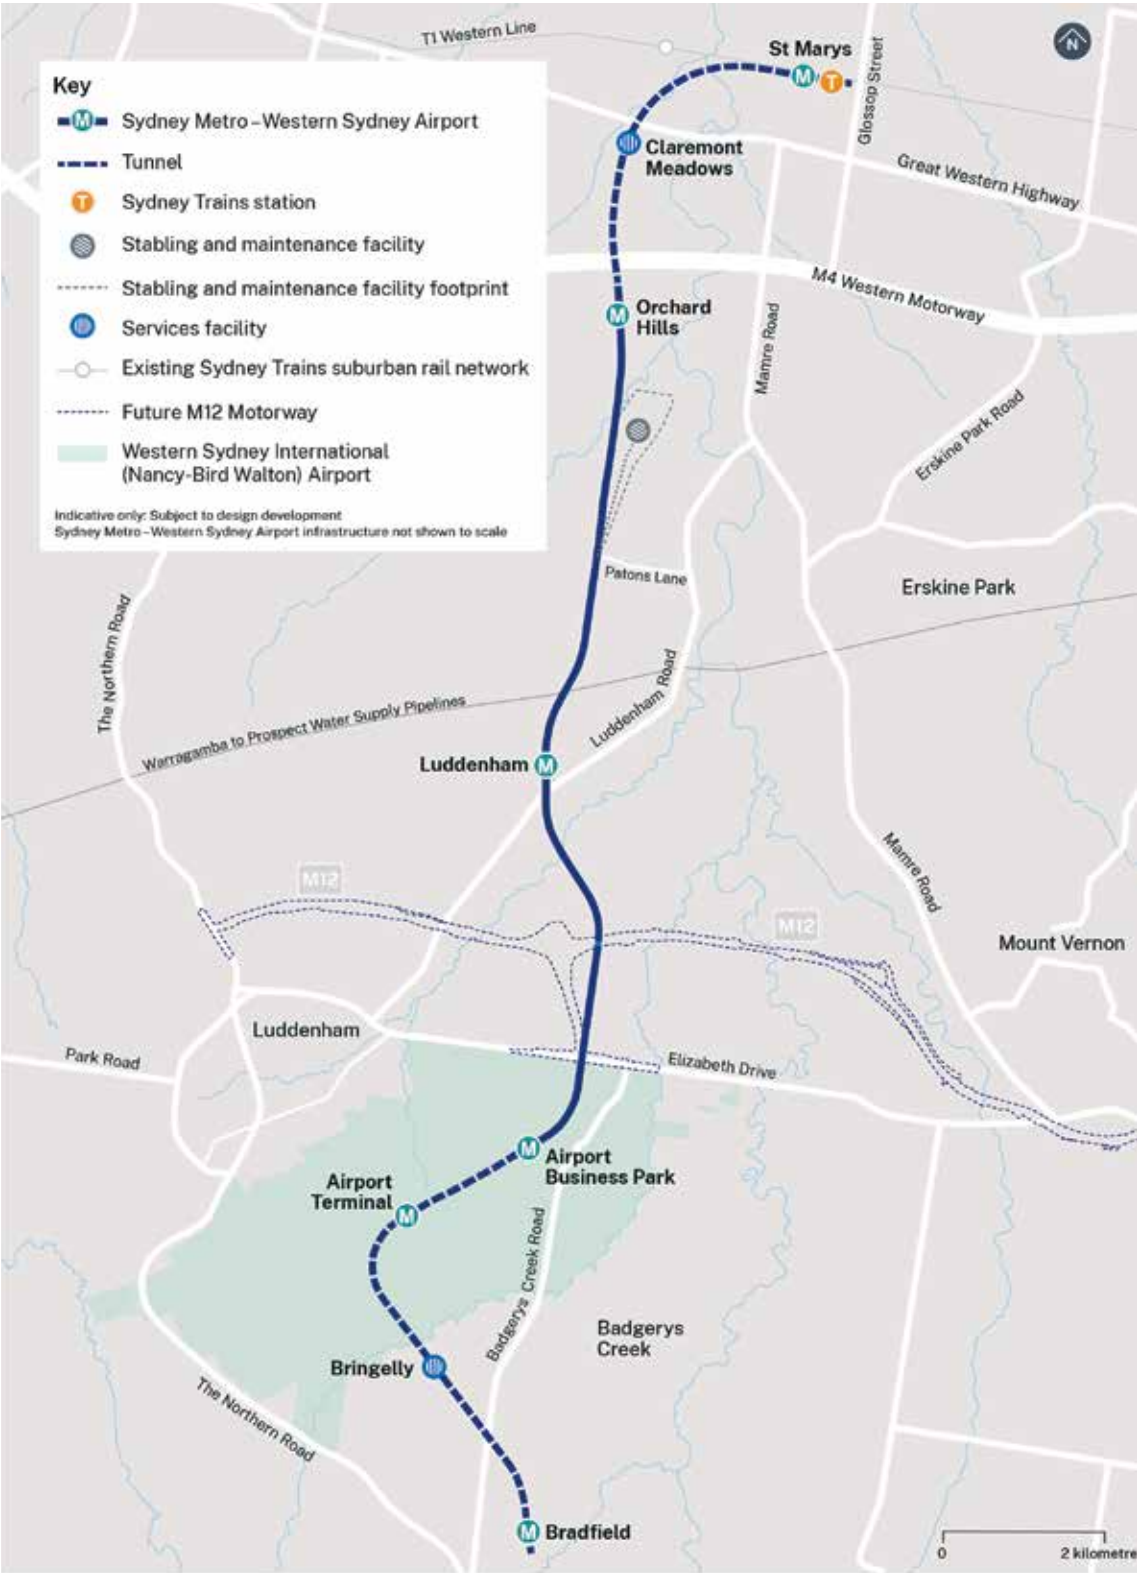 T1 Western Line
St Marys
M
T
N
Glossop Street
Key
M
Sydney Metro – Western Sydney Airport
Tunnel
T
Sydney Trains station
Stabling and maintenance facility
Stabling and maintenance facility footprint
Services facility
Existing Sydney Trains suburban rail network
Future M12 Motorway
Western Sydney International
(Nancy-Bird Walton) Airport
Indicative only: Subject to design development
Sydney Metro – Western Sydney Airport infrastructure not shown to scale
Claremont
Meadows
Great Western Highway
M4 Western Motorway
M
Orchard
Hills
Mamre Road
Erskine Park Road
Patons Lane
Erskine Park
The Northern Road
Luddenham Road
Warragamba to Prospect Water Supply Pipelines
Luddenham
M
Mamre Road
M12
M12
Mount Vernon
Luddenham
Park Road
Elizabeth Drive
M
Airport
Business Park
Airport
Terminal
M
Badgerys Creek Road
Badgerys
Creek
Bringelly
The Northern Road
M
Bradfield
0
2 kilometre